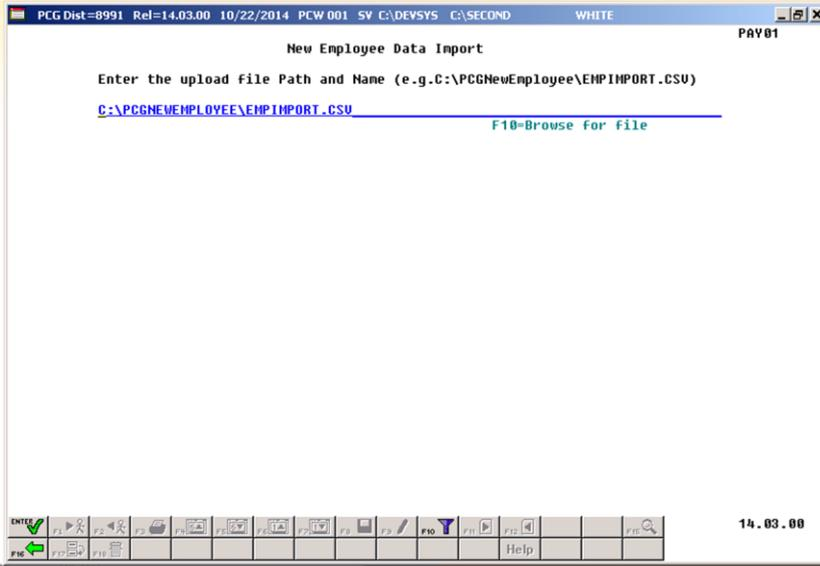 PCG Dist=8991 Rel=14.03.00 10/22/2014 PCW 001 SV C:\DEVSYS C:\SECOND WHITE
PAY01
New Employee Data Import
Enter the upload file Path and Name (e.g.C:\PCGNewEmployee\EMPIMPORT.CSV)
C:\PCGNEWEMPLOYEE\EMPIMPORT.CSV
F10=Browse for file
ENTER F1 F2 F3 F4 F5 F6 F7 F8 F9 F10 F11 F12 F15
14.03.00
F16 F17 F18 Help